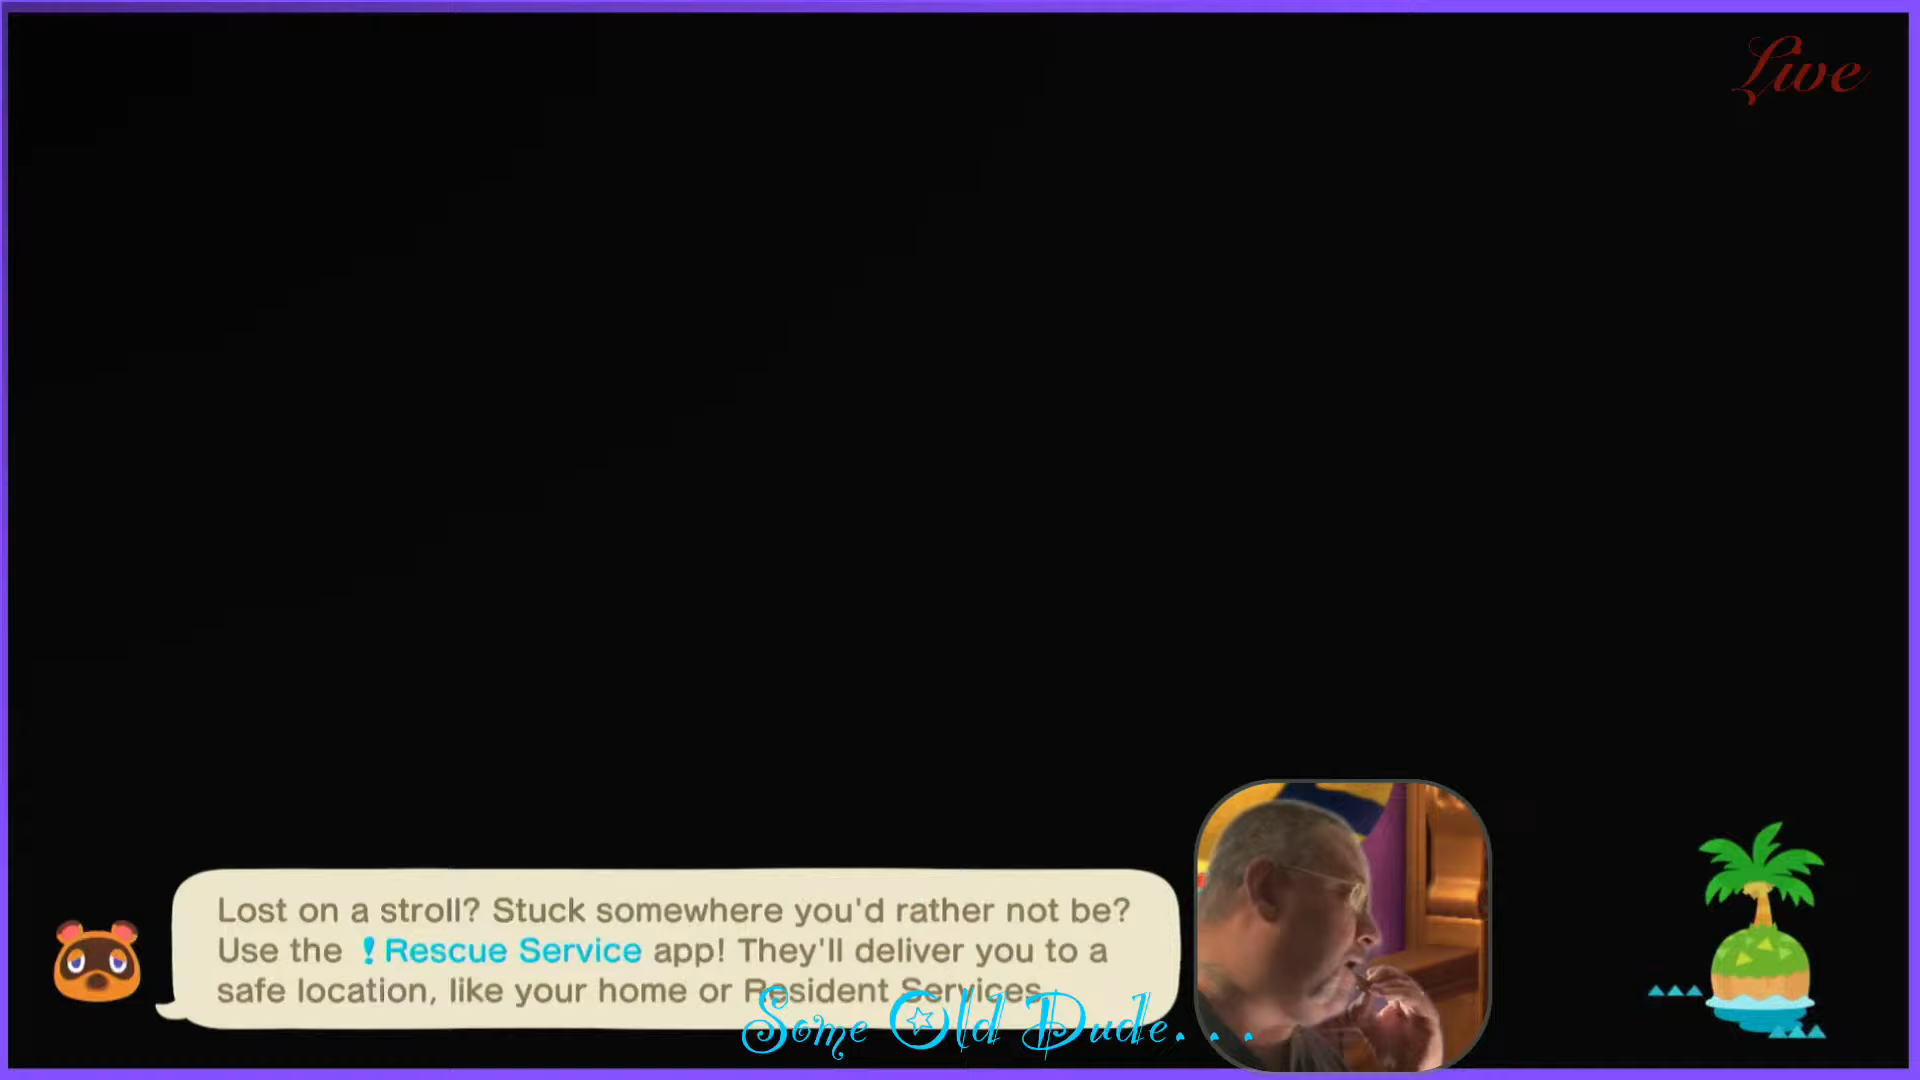 Live
Lost on a stroll? Stuck somewhere you'd rather not be?
Use the ! Rescue Service app! They'll deliver you to a
safe location, like your home or Resident Services.
Some Old Dude. . .